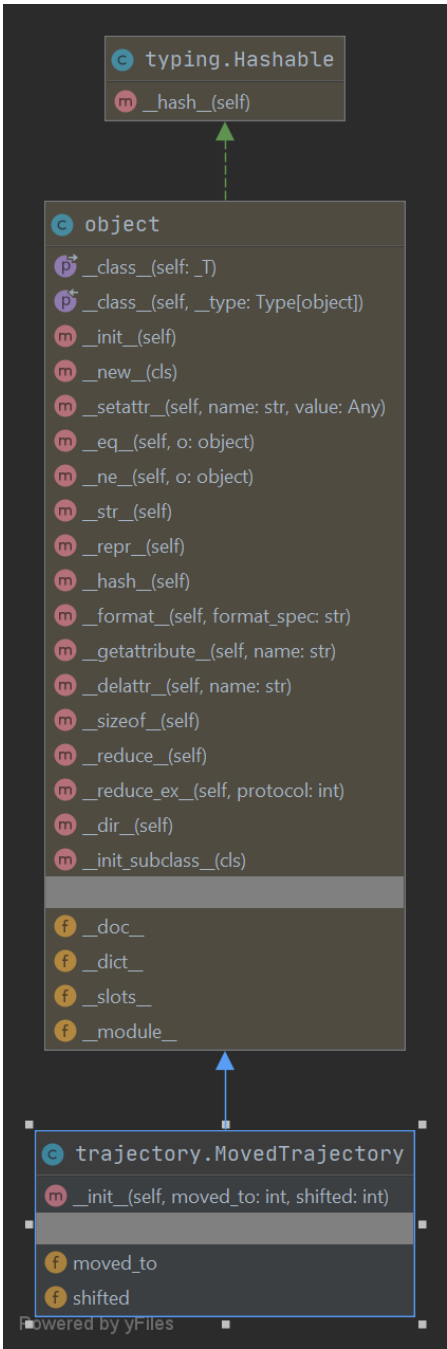 typing.Hashable
__hash__(self)
object
__class__(self: _T)
__class__(self, __type: Type[object])
__init__(self)
__new__(cls)
__setattr__(self, name: str, value: Any)
__eq__(self, o: object)
__ne__(self, o: object)
__str__(self)
__repr__(self)
__hash__(self)
__format__(self, format_spec: str)
__getattribute__(self, name: str)
__delattr__(self, name: str)
__sizeof__(self)
__reduce__(self)
__reduce_ex__(self, protocol: int)
__dir__(self)
__init_subclass__(cls)
__doc__
__dict__
__slots__
__module__
trajectory.MovedTrajectory
__init__(self, moved_to: int, shifted: int)
moved_to
shifted
Powered by yFiles